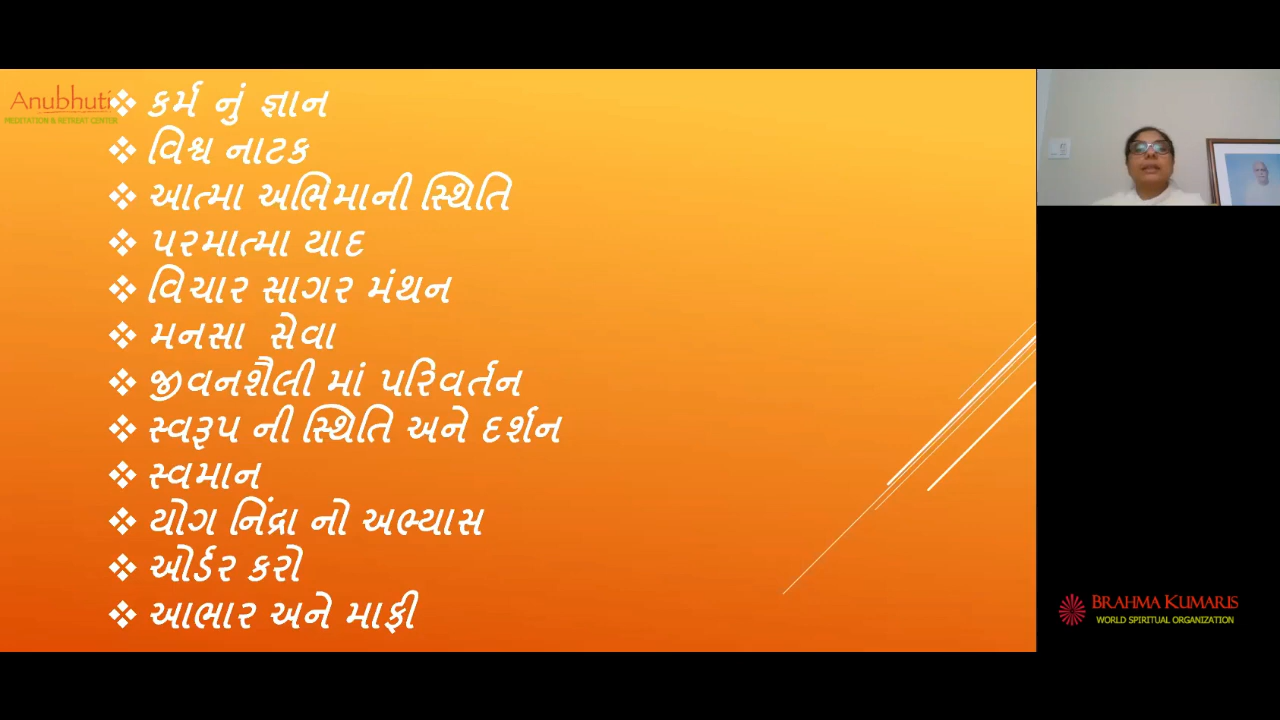 Anubhuti
MEDITATION & RETREAT CENTER
❖ કર્મ નું જ્ઞાન
❖ વિશ્વ નાટક
❖ આત્મા અભિમાની સ્થિતિ
❖ પરમાત્મા યાદ
❖ વિચાર સાગર મંથન
❖ મનસા સેવા
❖ જીવનશૈલી માં પરિવર્તન
❖ સ્વરૂપ ની સ્થિતિ અને દર્શન
❖ સ્વમાન
❖ યોગ નિંદ્રા નો અભ્યાસ
❖ ઓર્ડર કરો
❖ આભાર અને માફી
BRAHMA KUMARIS
WORLD SPIRITUAL ORGANIZATION